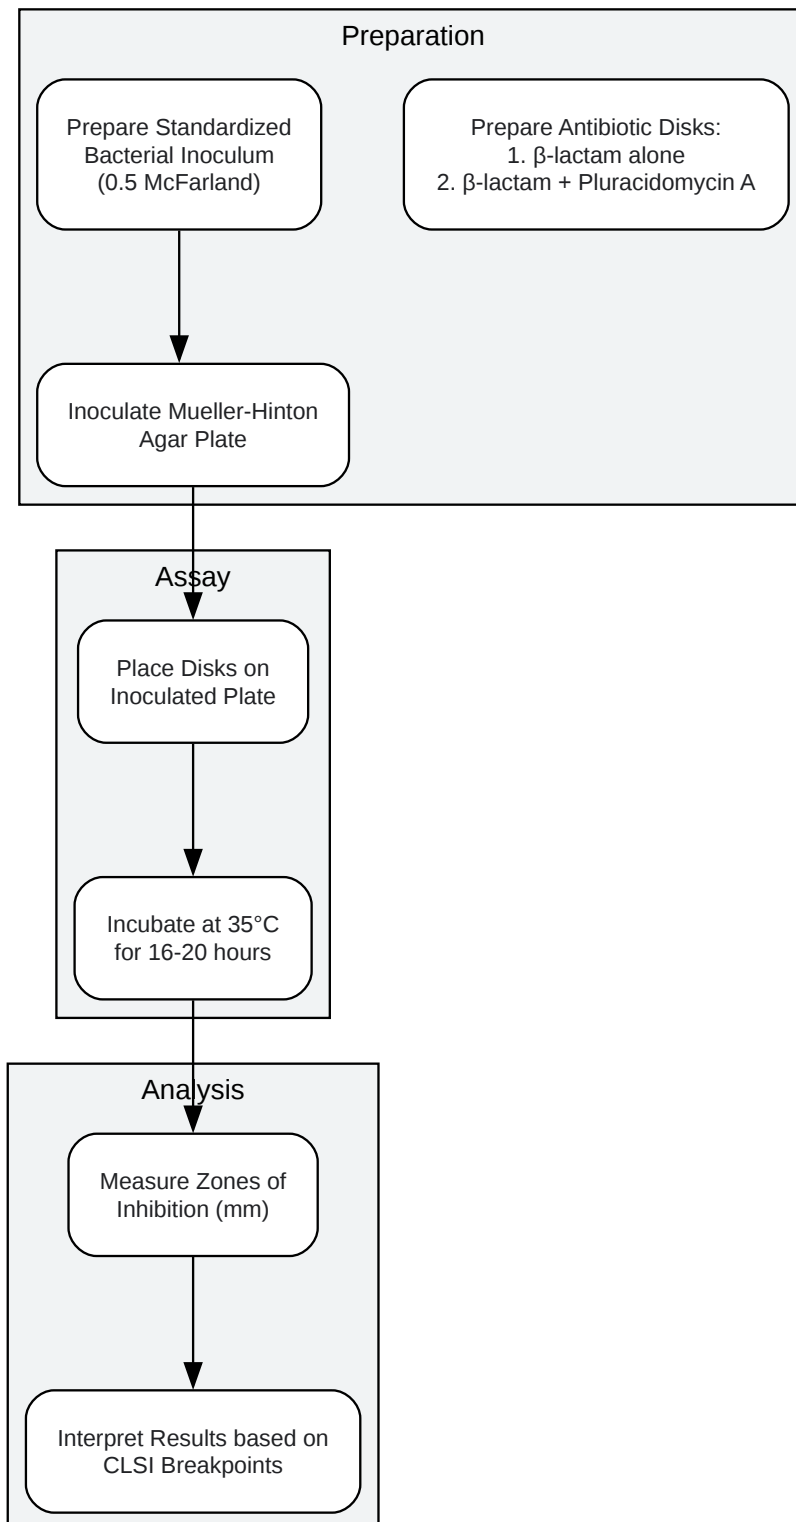 Preparation
Prepare Standardized
Bacterial Inoculum
(0.5 McFarland)
Prepare Antibiotic Disks:
1. β-lactam alone
2. β-lactam + Pluracidomycin A
Inoculate Mueller-Hinton
Agar Plate
Assay
Place Disks on
Inoculated Plate
Incubate at 35°C
for 16-20 hours
Analysis
Measure Zones of
Inhibition (mm)
Interpret Results based on
CLSI Breakpoints